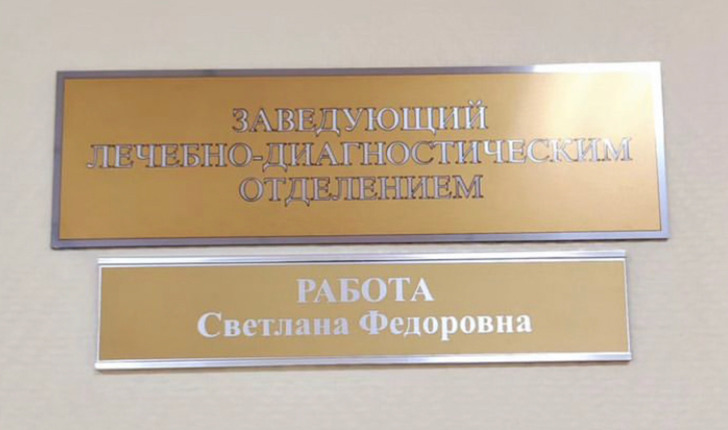 ЗАВЕДУЮЩИЙ
ЛЕЧЕБНО-ДИАГНОСТИЧЕСКИМ
ОТДЕЛЕНИЕМ
РАБОТА
Светлана Федоровна